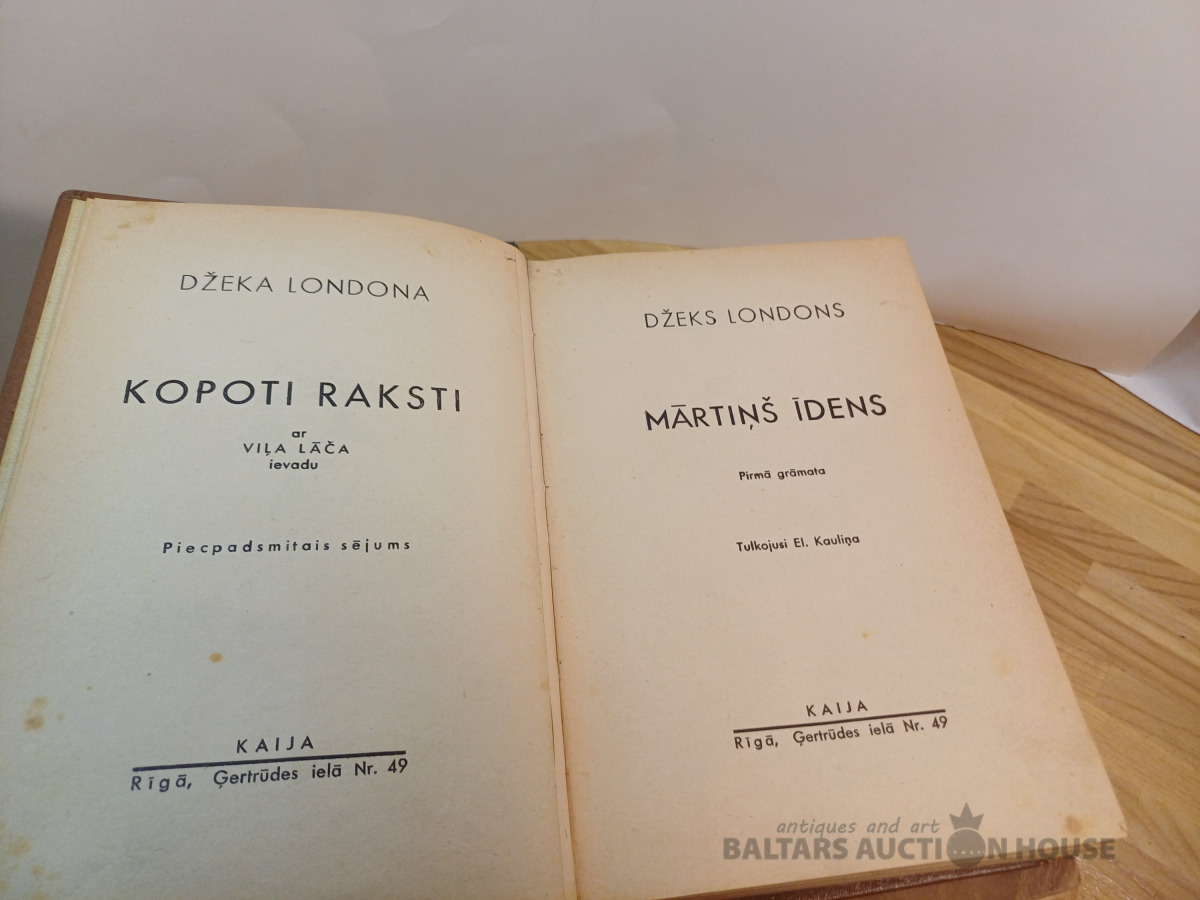 DŽEKA LONDONA
KOPOTI RAKSTI
ar
VIĻA LĀČA
ievadu
Piecpadsmitais sējums
KAIJA
Rīgā, Ģertrūdes ielā Nr. 49
DŽEKS LONDONS
MĀRTIŅŠ ĪDENS
Pirmā grāmata
Tulkojusi El. Kauliņa
KAIJA
Rīgā, Ģertrūdes ielā Nr. 49
antiques and art
BALTARS AUCTION HOUSE